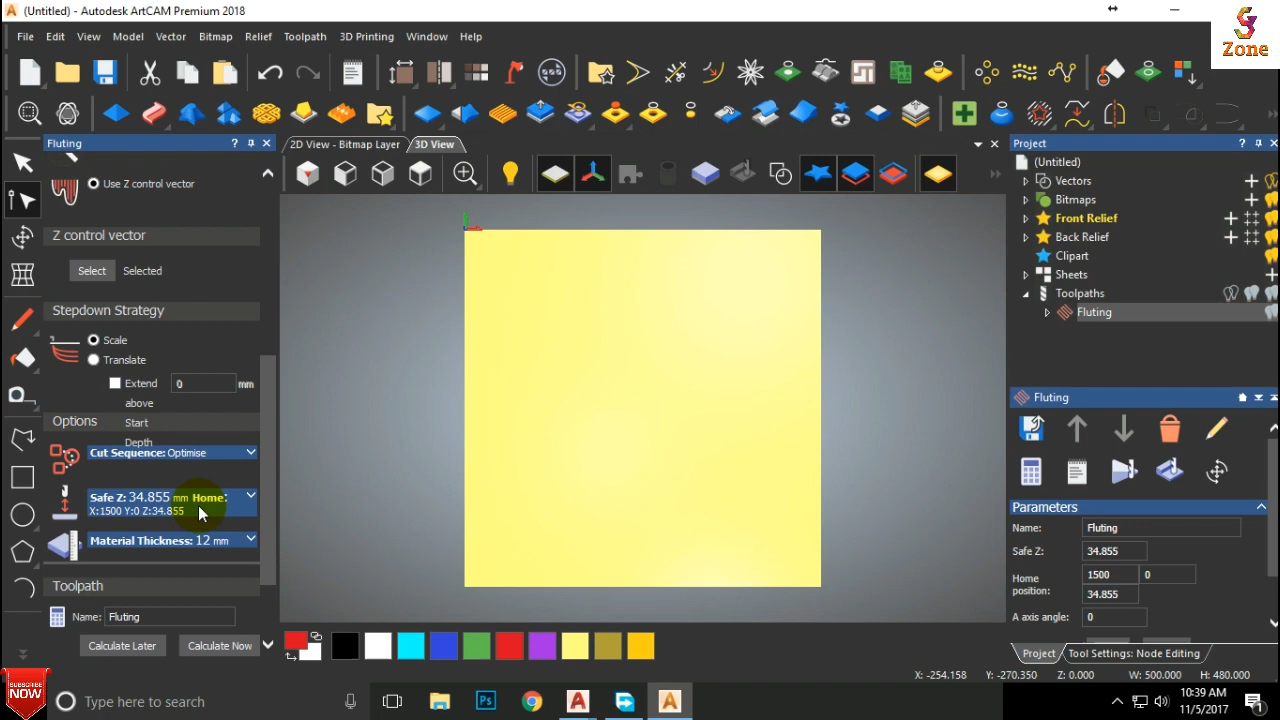 (Untitled) - Autodesk ArtCAM Premium 2018
Zone
File Edit View Model Vector Bitmap Relief Toolpath 3D Printing Window Help
Fluting
2D View - Bitmap Layer 3D View
Project
Use Z control vector
(Untitled)
Vectors
Bitmaps
Front Relief
Back Relief
Clipart
Sheets
Toolpaths
Fluting
Z control vector
Select Selected
Stepdown Strategy
Scale
Translate
Extend above Start Depth
0 mm
Options
Cut Sequence: Optimise
Safe Z: 34.855 mm Home:
X:1500 Y:0 Z:34.855
Material Thickness: 12 mm
Toolpath
Name: Fluting
Calculate Later Calculate Now
Fluting
Parameters
Name: Fluting
Safe Z: 34.855
Home position: 1500 0
34.855
A axis angle: 0
Project Tool Settings: Node Editing
X: -254.158 Y: -270.350 Z: 0.000 W: 500.000 H: 480.000
SUBSCRIBE
NOW
Type here to search
Ps
10:39 AM
11/5/2017